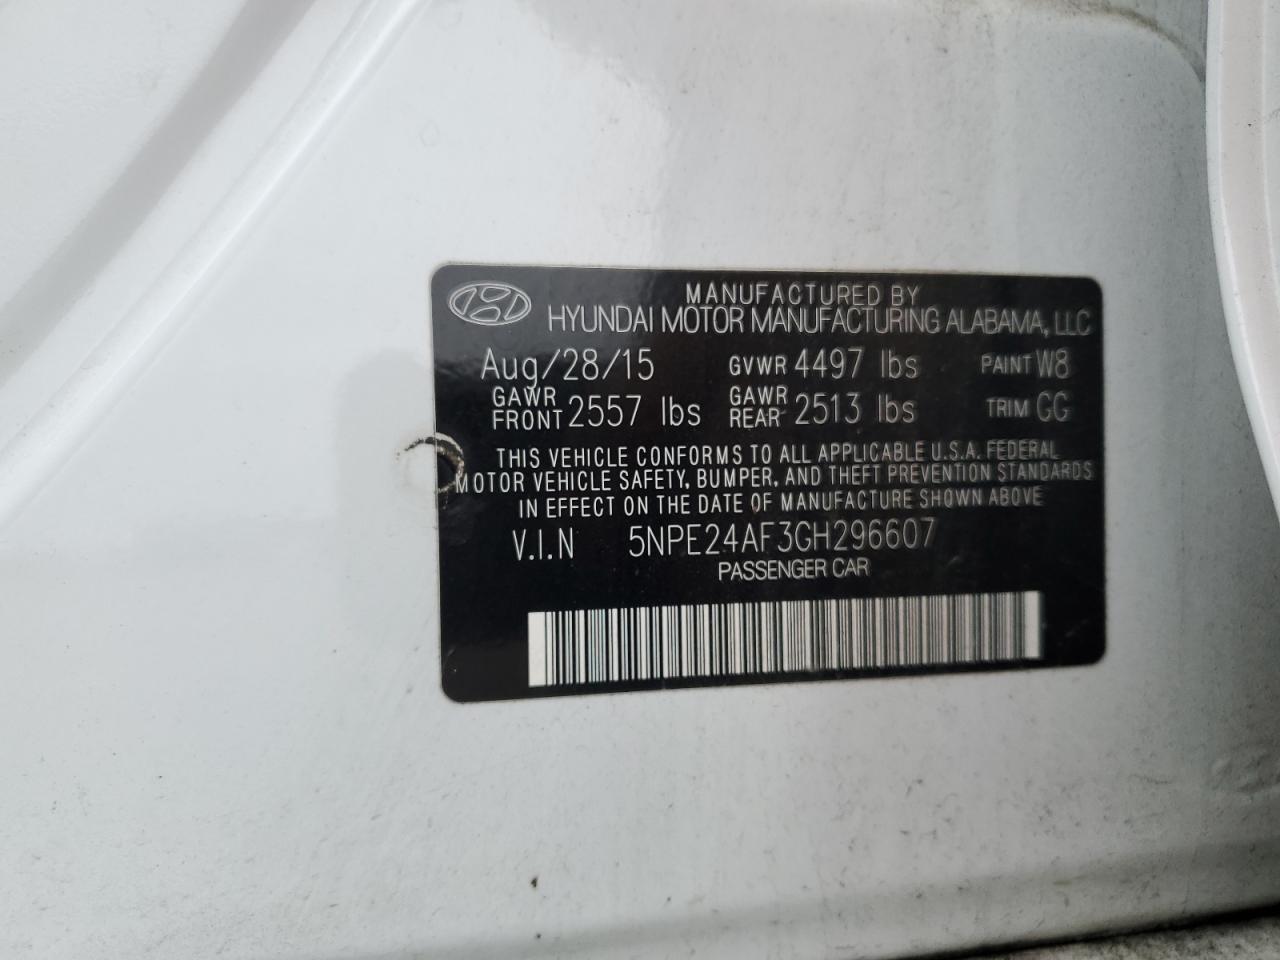 MANUFACTURED BY
HYUNDAI MOTOR MANUFACTURING ALABAMA, LLC
Aug/28/15 GVWR 4497 lbs PAINT W8
GAWR FRONT 2557 lbs GAWR REAR 2513 lbs TRIM GG
THIS VEHICLE CONFORMS TO ALL APPLICABLE U.S.A. FEDERAL
MOTOR VEHICLE SAFETY, BUMPER, AND THEFT PREVENTION STANDARDS
IN EFFECT ON THE DATE OF MANUFACTURE SHOWN ABOVE
V.I.N 5NPE24AF3GH296607
PASSENGER CAR